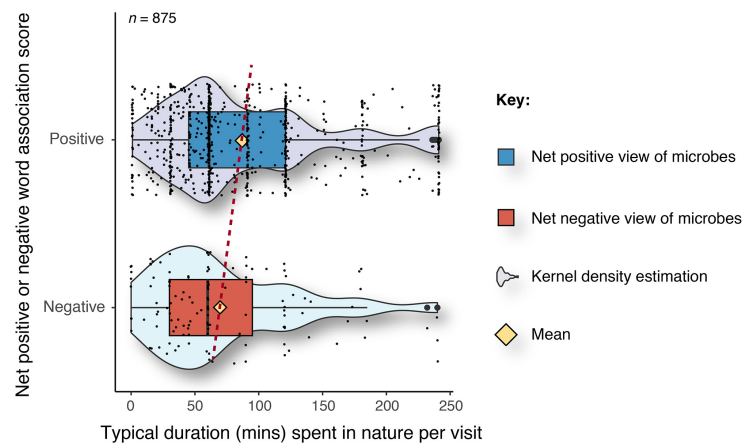 n = 875
Net positive or negative word association score
Positive
Negative
0
50
100
150
200
250
Typical duration (mins) spent in nature per visit
Key:
Net positive view of microbes
Net negative view of microbes
Kernel density estimation
Mean